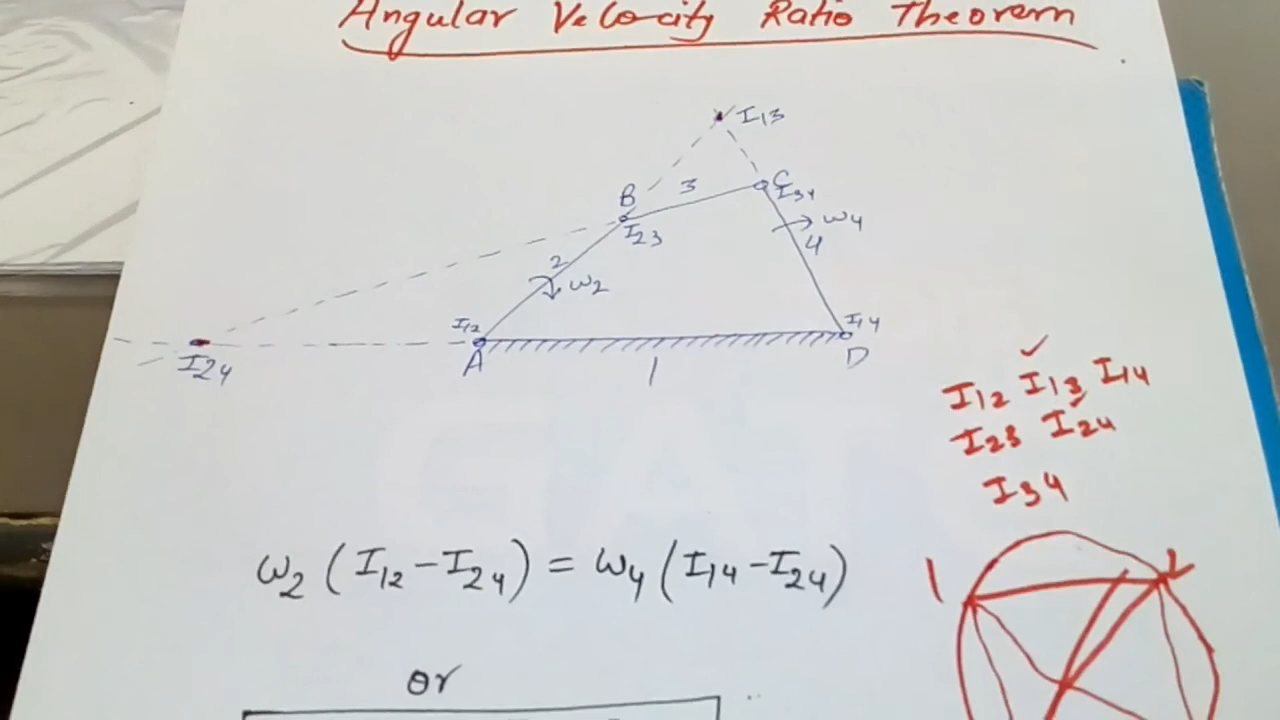 Angular Velocity Ratio Theorem
I13
B
3
C
I34
I23
ω4
4
2
ω2
I12
I14
I24
A
1
D
I12 I13 I14
I23 I24
I34
ω2 (I12 - I24) = ω4 (I14 - I24)
1
2
or